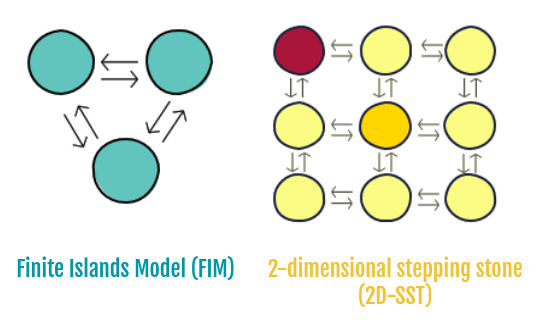 Finite Islands Model (FIM)
2-dimensional stepping stone
(2D-SST)